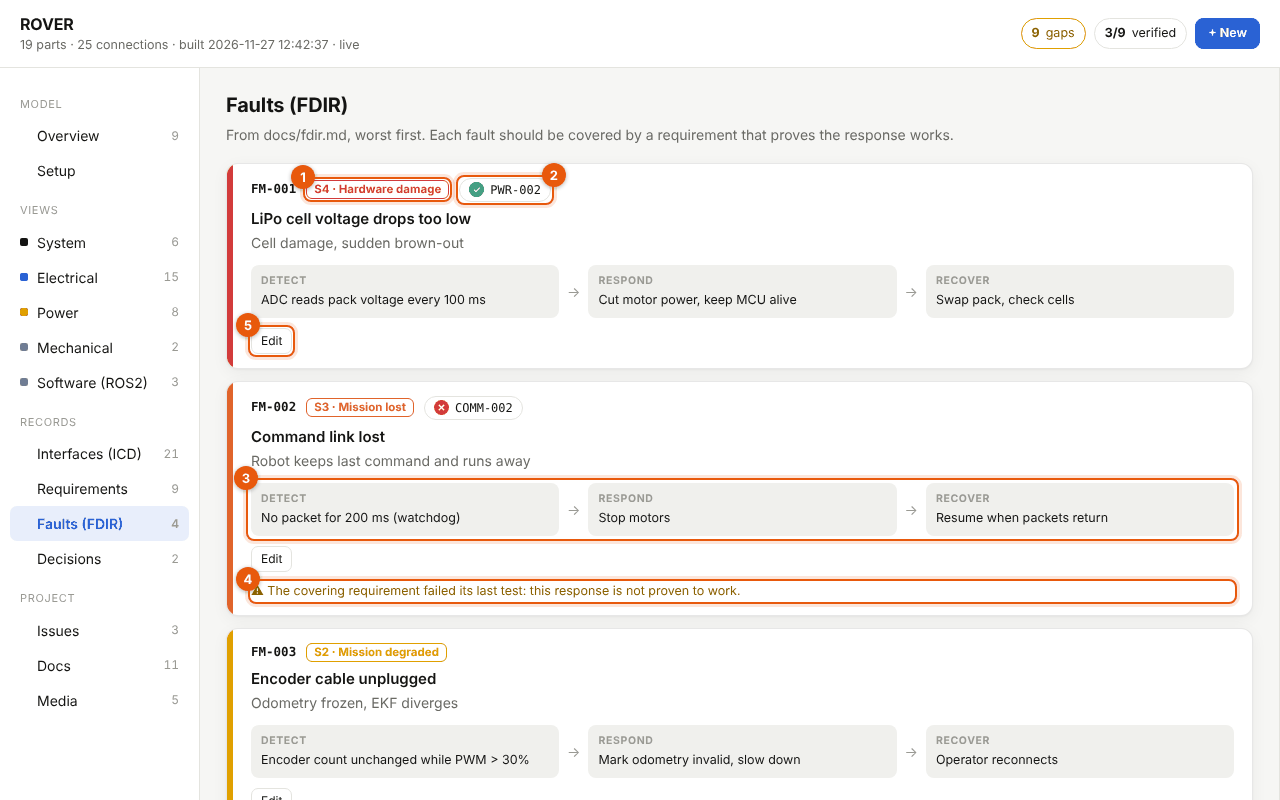 ROVER
19 parts · 25 connections · built 2026-11-27 12:42:37 · live
9 gaps
3/9 verified
+ New
MODEL
Overview 9
Setup
VIEWS
System 6
Electrical 15
Power 8
Mechanical 2
Software (ROS2) 3
RECORDS
Interfaces (ICD) 21
Requirements 9
Faults (FDIR) 4
Decisions 2
PROJECT
Issues 3
Docs 11
Media 5
Faults (FDIR)
From docs/fdir.md, worst first. Each fault should be covered by a requirement that proves the response works.
1 2
FM-001 S4 · Hardware damage PWR-002
LiPo cell voltage drops too low
Cell damage, sudden brown-out
DETECT
ADC reads pack voltage every 100 ms
→
RESPOND
Cut motor power, keep MCU alive
→
RECOVER
Swap pack, check cells
5
Edit
FM-002 S3 · Mission lost COMM-002
Command link lost
Robot keeps last command and runs away
3
DETECT
No packet for 200 ms (watchdog)
→
RESPOND
Stop motors
→
RECOVER
Resume when packets return
Edit
4
⚠ The covering requirement failed its last test: this response is not proven to work.
FM-003 S2 · Mission degraded
Encoder cable unplugged
Odometry frozen, EKF diverges
DETECT
Encoder count unchanged while PWM > 30%
→
RESPOND
Mark odometry invalid, slow down
→
RECOVER
Operator reconnects
Edit